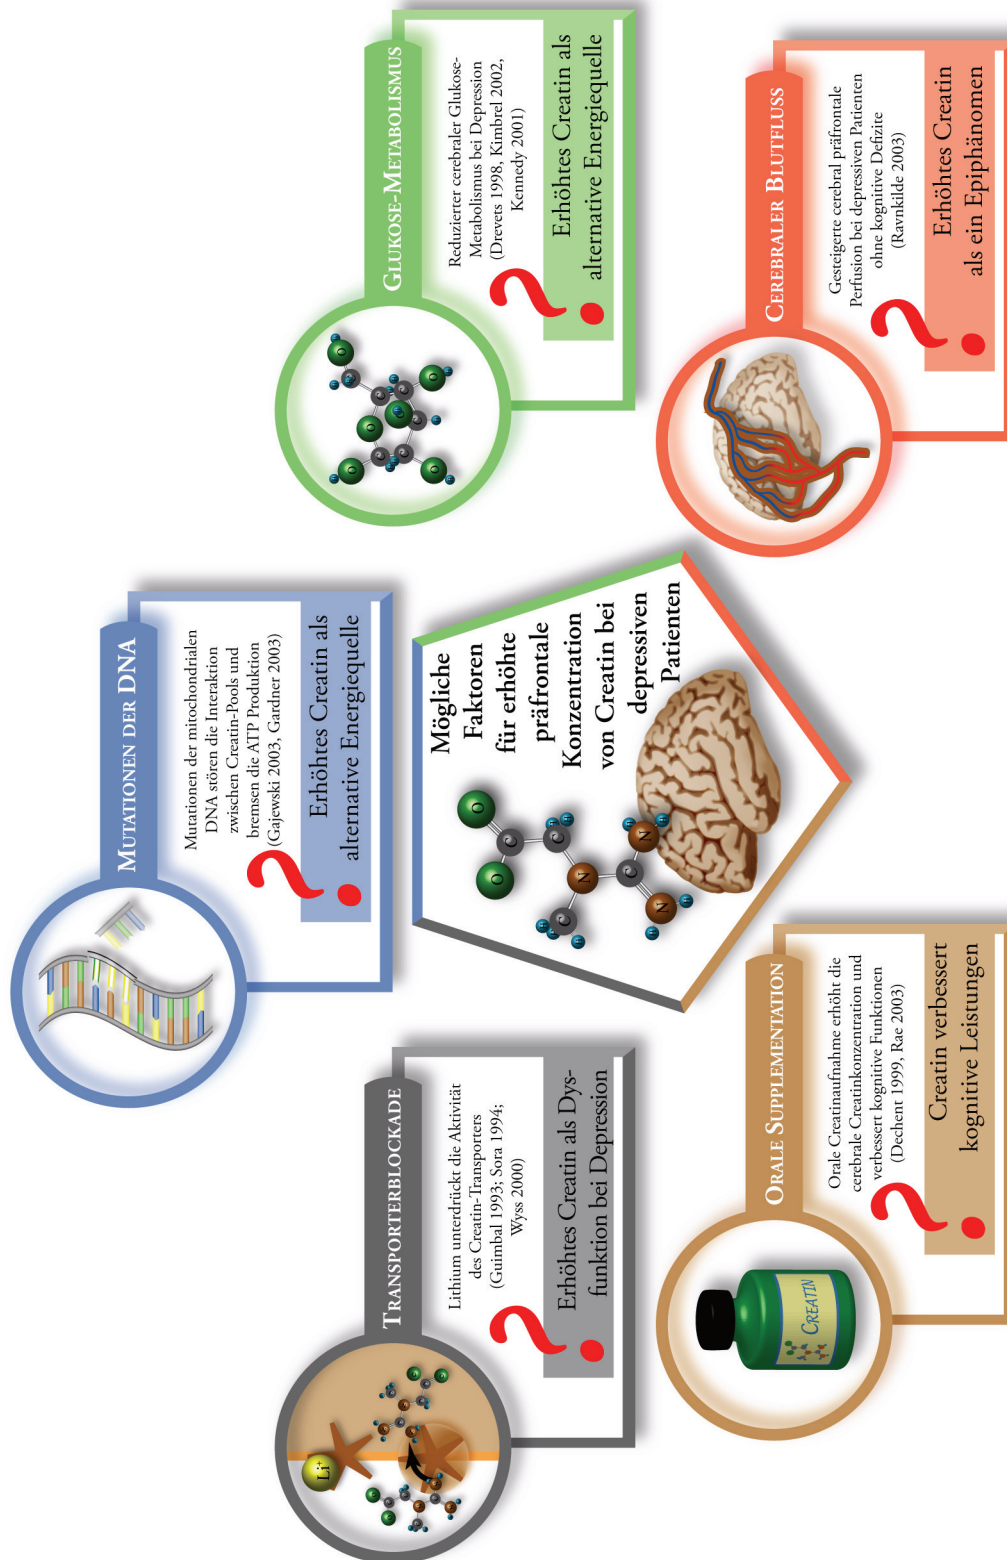 MUTATIONEN DER DNA
Mutationen der mitochondrialen
DNA stören die Interaktion
zwischen Creatin-Pools und
bremsen die ATP Produktion
(Gajewski 2003, Gardner 2003)
?
Erhöhtes Creatin als
alternative Energiequelle
TRANSPORTERBLOCKADE
Li+
Lithium unterdrückt die Aktivität
des Creatin-Transporters
(Guimbal 1993; Sora 1994;
Wyss 2000)
?
Erhöhtes Creatin als Dys-
funktion bei Depression
GLUKOSE-METABOLISMUS
Reduzierter cerebraler Glukose-
Metabolismus bei Depression
(Drevets 1998, Kimbrel 2002,
Kennedy 2001)
?
Erhöhtes Creatin als
alternative Energiequelle
Mögliche
Faktoren
für erhöhte
präfrontale
Konzentration
von Creatin bei
depressiven
Patienten
ORALE SUPPLEMENTATION
CREATIN
Orale Creatinaufnahme erhöht die
cerebrale Creatinkonzentration und
verbessert kognitive Funktionen
(Dechent 1999, Rae 2003)
?
Creatin verbessert
kognitive Leistungen
CEREBRALER BLUTFLUSS
Gesteigerte cerebral präfrontale
Perfusion bei depressiven Patienten
ohne kognitive Defizite
(Ravnkilde 2003)
?
Erhöhtes Creatin
als ein Epiphänomen